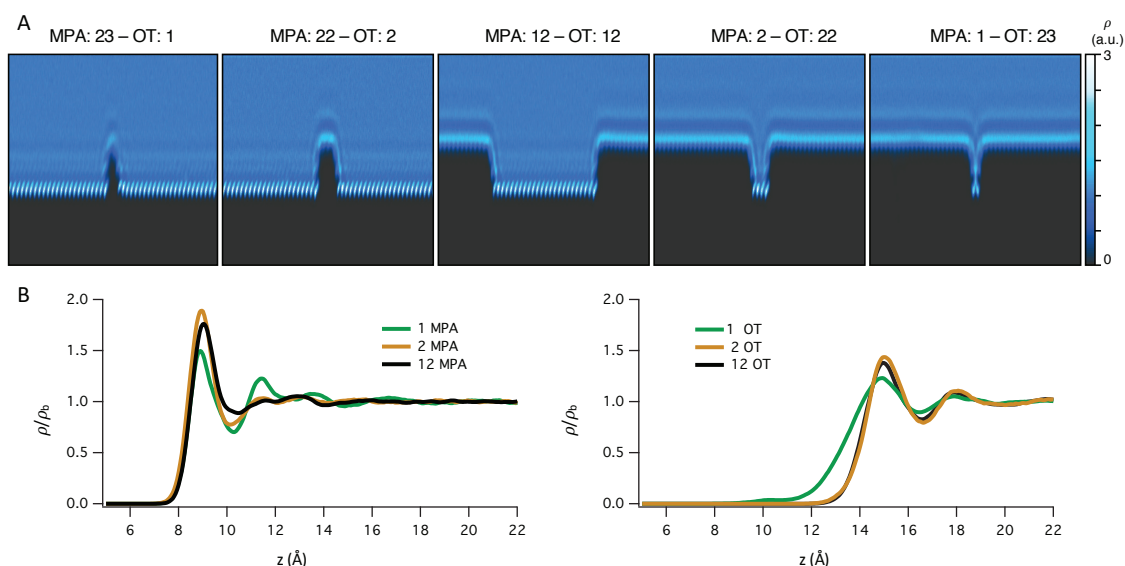 A
MPA: 23 – OT: 1
MPA: 22 – OT: 2
MPA: 12 – OT: 12
MPA: 2 – OT: 22
MPA: 1 – OT: 23
ρ
(a.u.)
3
0
B
2.0
1.5
1.0
0.5
0.0
ρ/ρb
1 MPA
2 MPA
12 MPA
6 8 10 12 14 16 18 20 22
z (Å)
2.0
1.5
1.0
0.5
0.0
ρ/ρb
1 OT
2 OT
12 OT
6 8 10 12 14 16 18 20 22
z (Å)